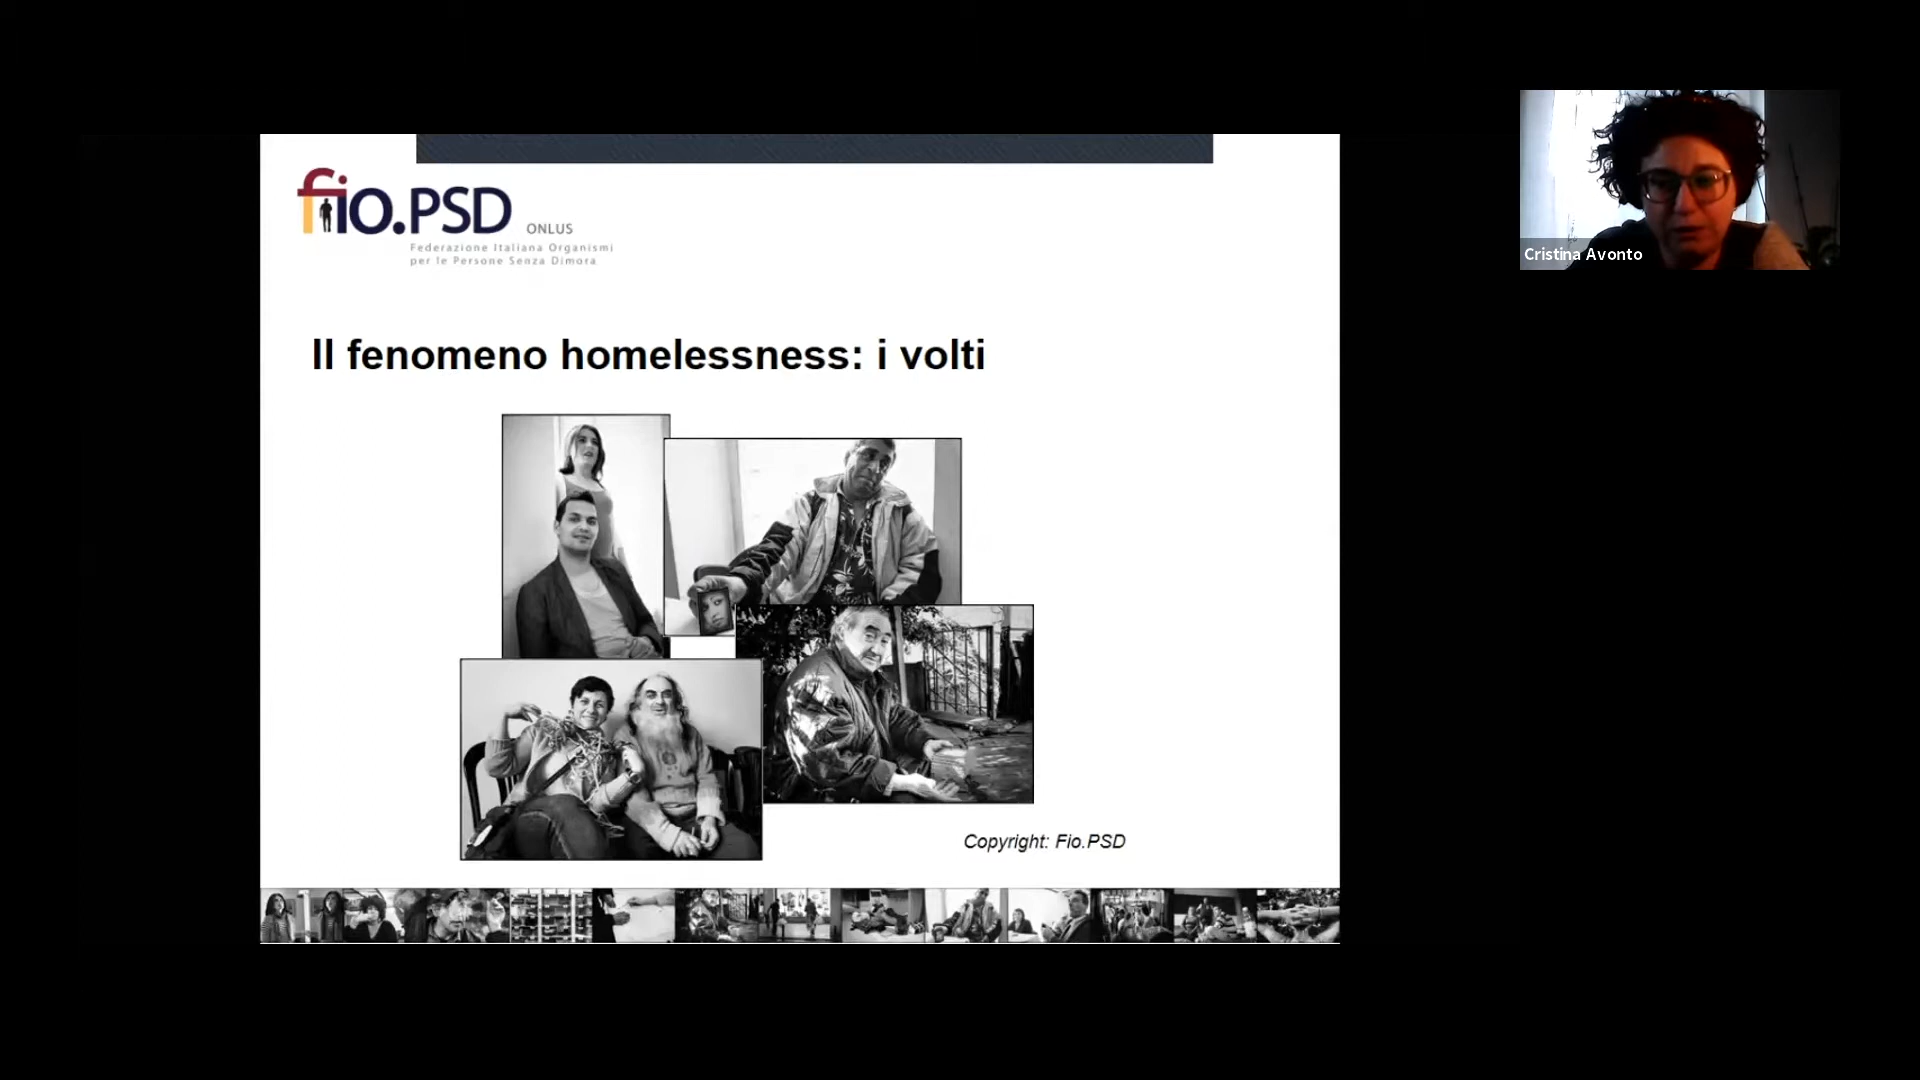 fio.PSD ONLUS
Federazione Italiana Organismi
per le Persone Senza Dimora
Il fenomeno homelessness: i volti
Copyright: Fio.PSD
Cristina Avonto